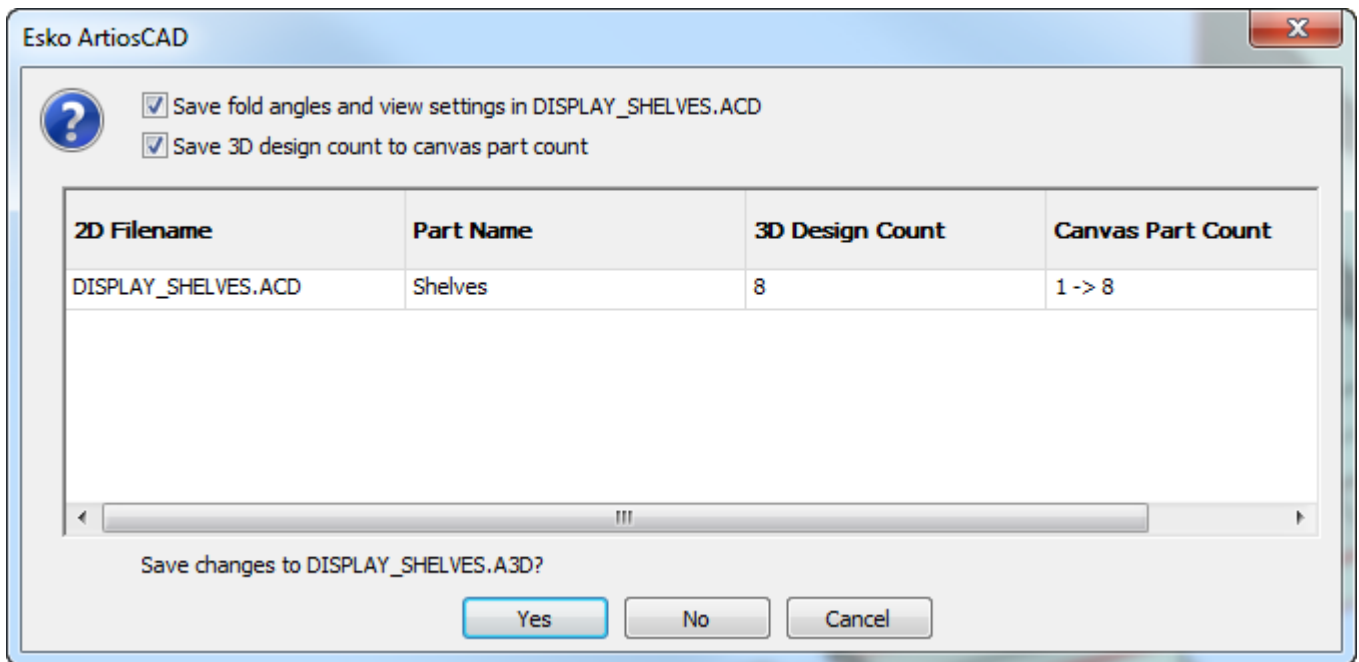 Esko ArtiosCAD
Save fold angles and view settings in DISPLAY_SHELVES.ACD
Save 3D design count to canvas part count
2D Filename Part Name 3D Design Count Canvas Part Count
DISPLAY_SHELVES.ACD Shelves 8 1 -> 8
Save changes to DISPLAY_SHELVES.A3D?
Yes No Cancel